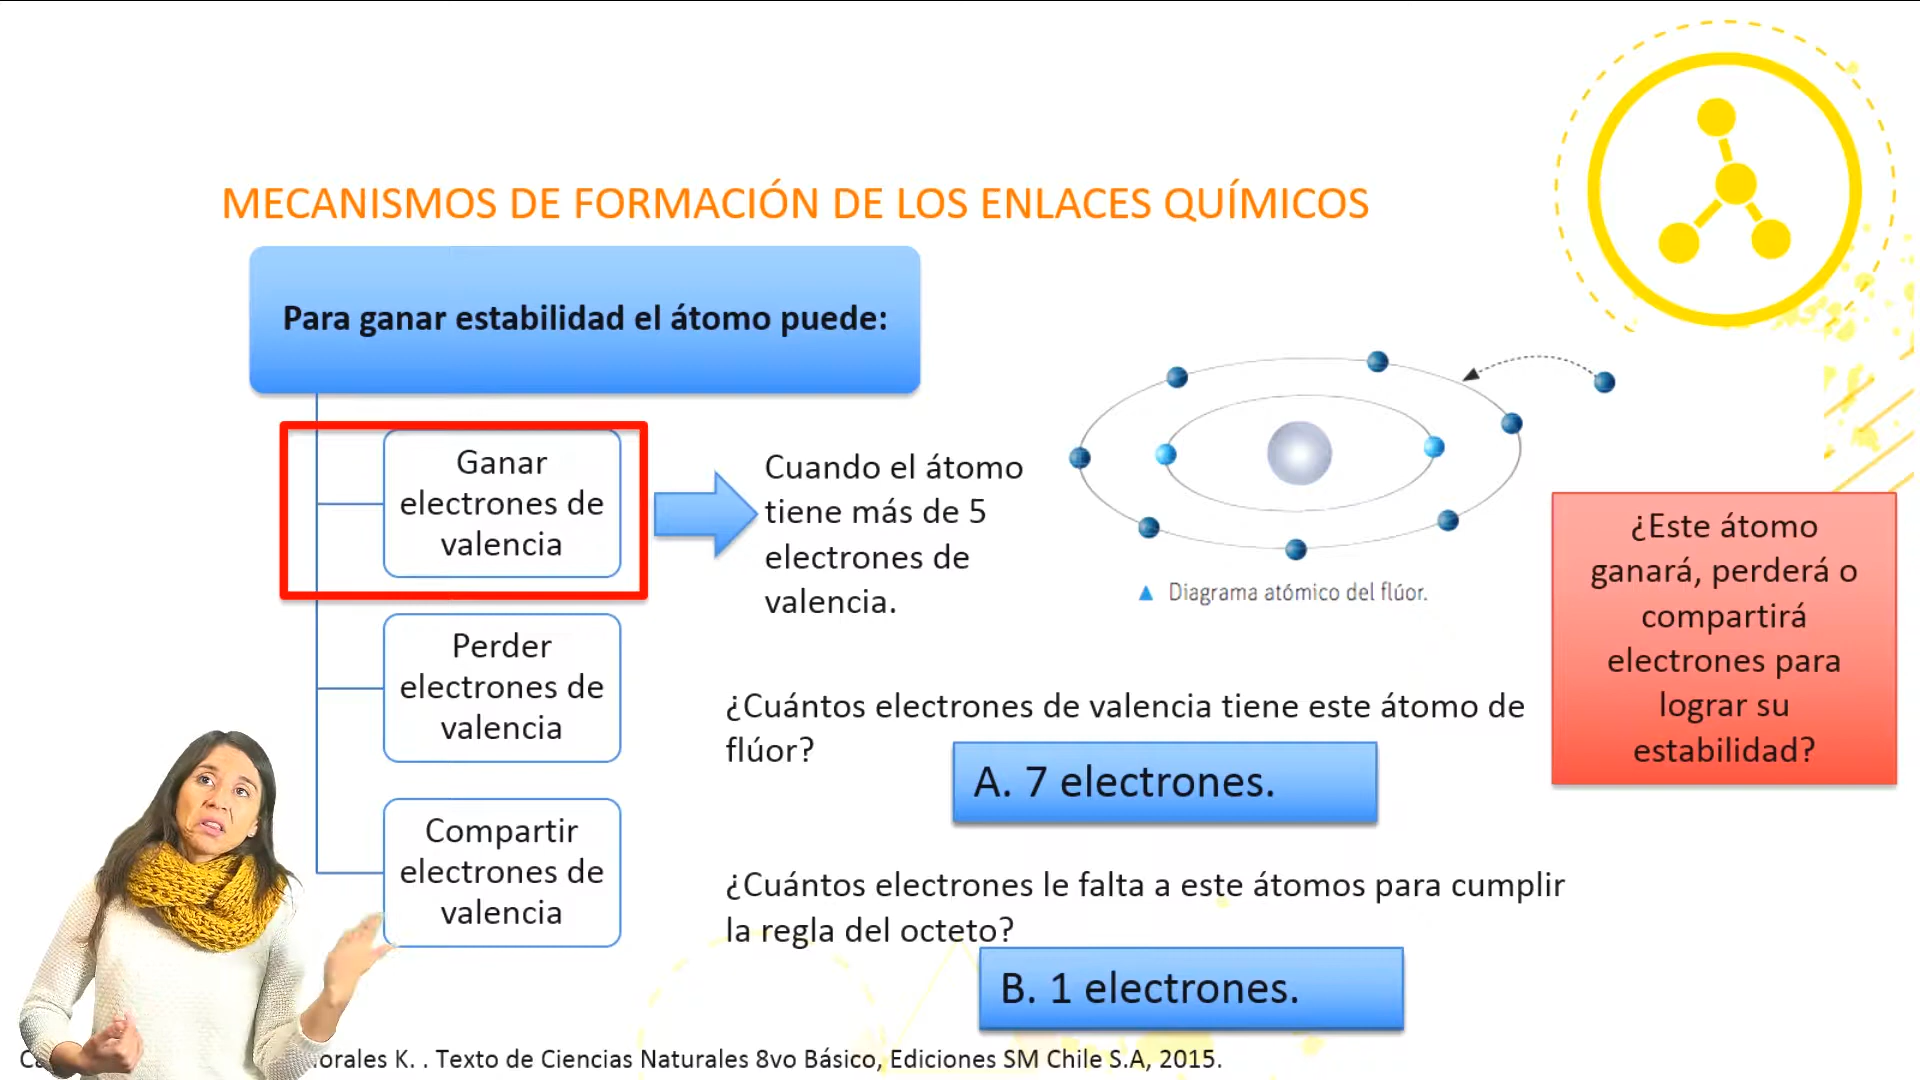 MECANISMOS DE FORMACIÓN DE LOS ENLACES QUÍMICOS
Para ganar estabilidad el átomo puede:
Ganar
electrones de
valencia
Cuando el átomo
tiene más de 5
electrones de
valencia.
▲ Diagrama atómico del flúor.
¿Este átomo
ganará, perderá o
compartirá
electrones para
lograr su
estabilidad?
Perder
electrones de
valencia
¿Cuántos electrones de valencia tiene este átomo de
flúor?
A. 7 electrones.
Compartir
electrones de
valencia
¿Cuántos electrones le falta a este átomos para cumplir
la regla del octeto?
B. 1 electrones.
K. . Texto de Ciencias Naturales 8vo Básico, Ediciones SM Chile S.A, 2015.